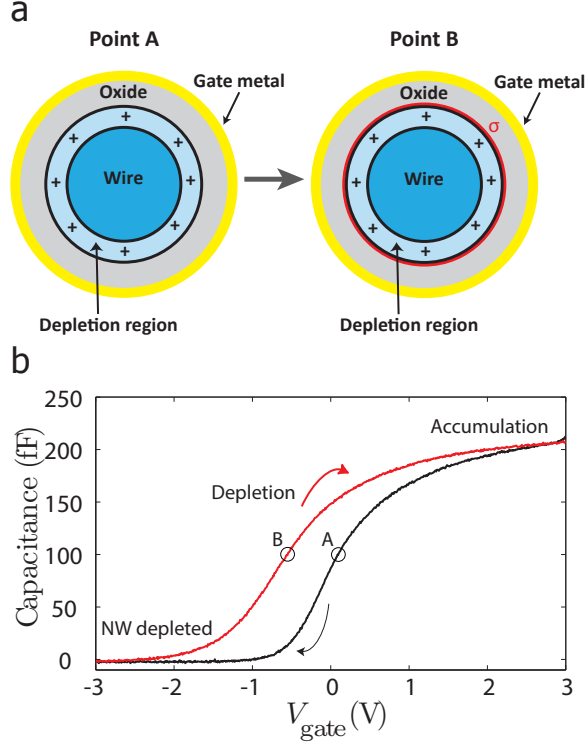 a
Point A
Point B
Gate metal
Oxide
Wire
+ + + + + + + +
Depletion region
Gate metal
Oxide
σ
Wire
+ + + + + + + +
Depletion region
b
Capacitance (fF)
250
200
150
100
50
0
Accumulation
Depletion
B
A
NW depleted
-3 -2 -1 0 1 2 3
Vgate (V)